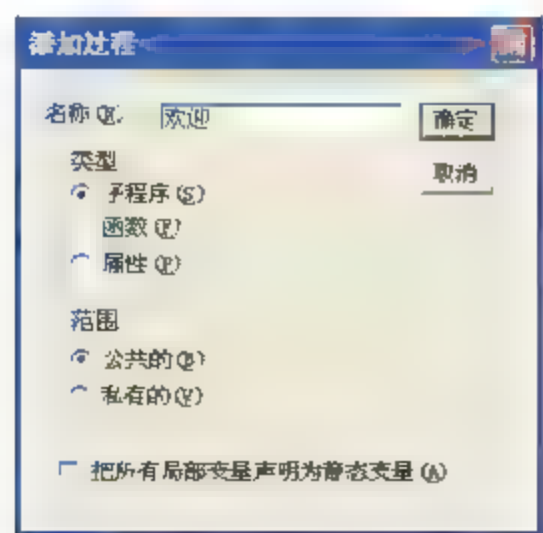 添加过程
名称(N): 欢迎
确定
类型
取消
子程序(S)
函数(F)
属性(P)
范围
公共的(B)
私有的(V)
把所有局部变量声明为静态变量(A)